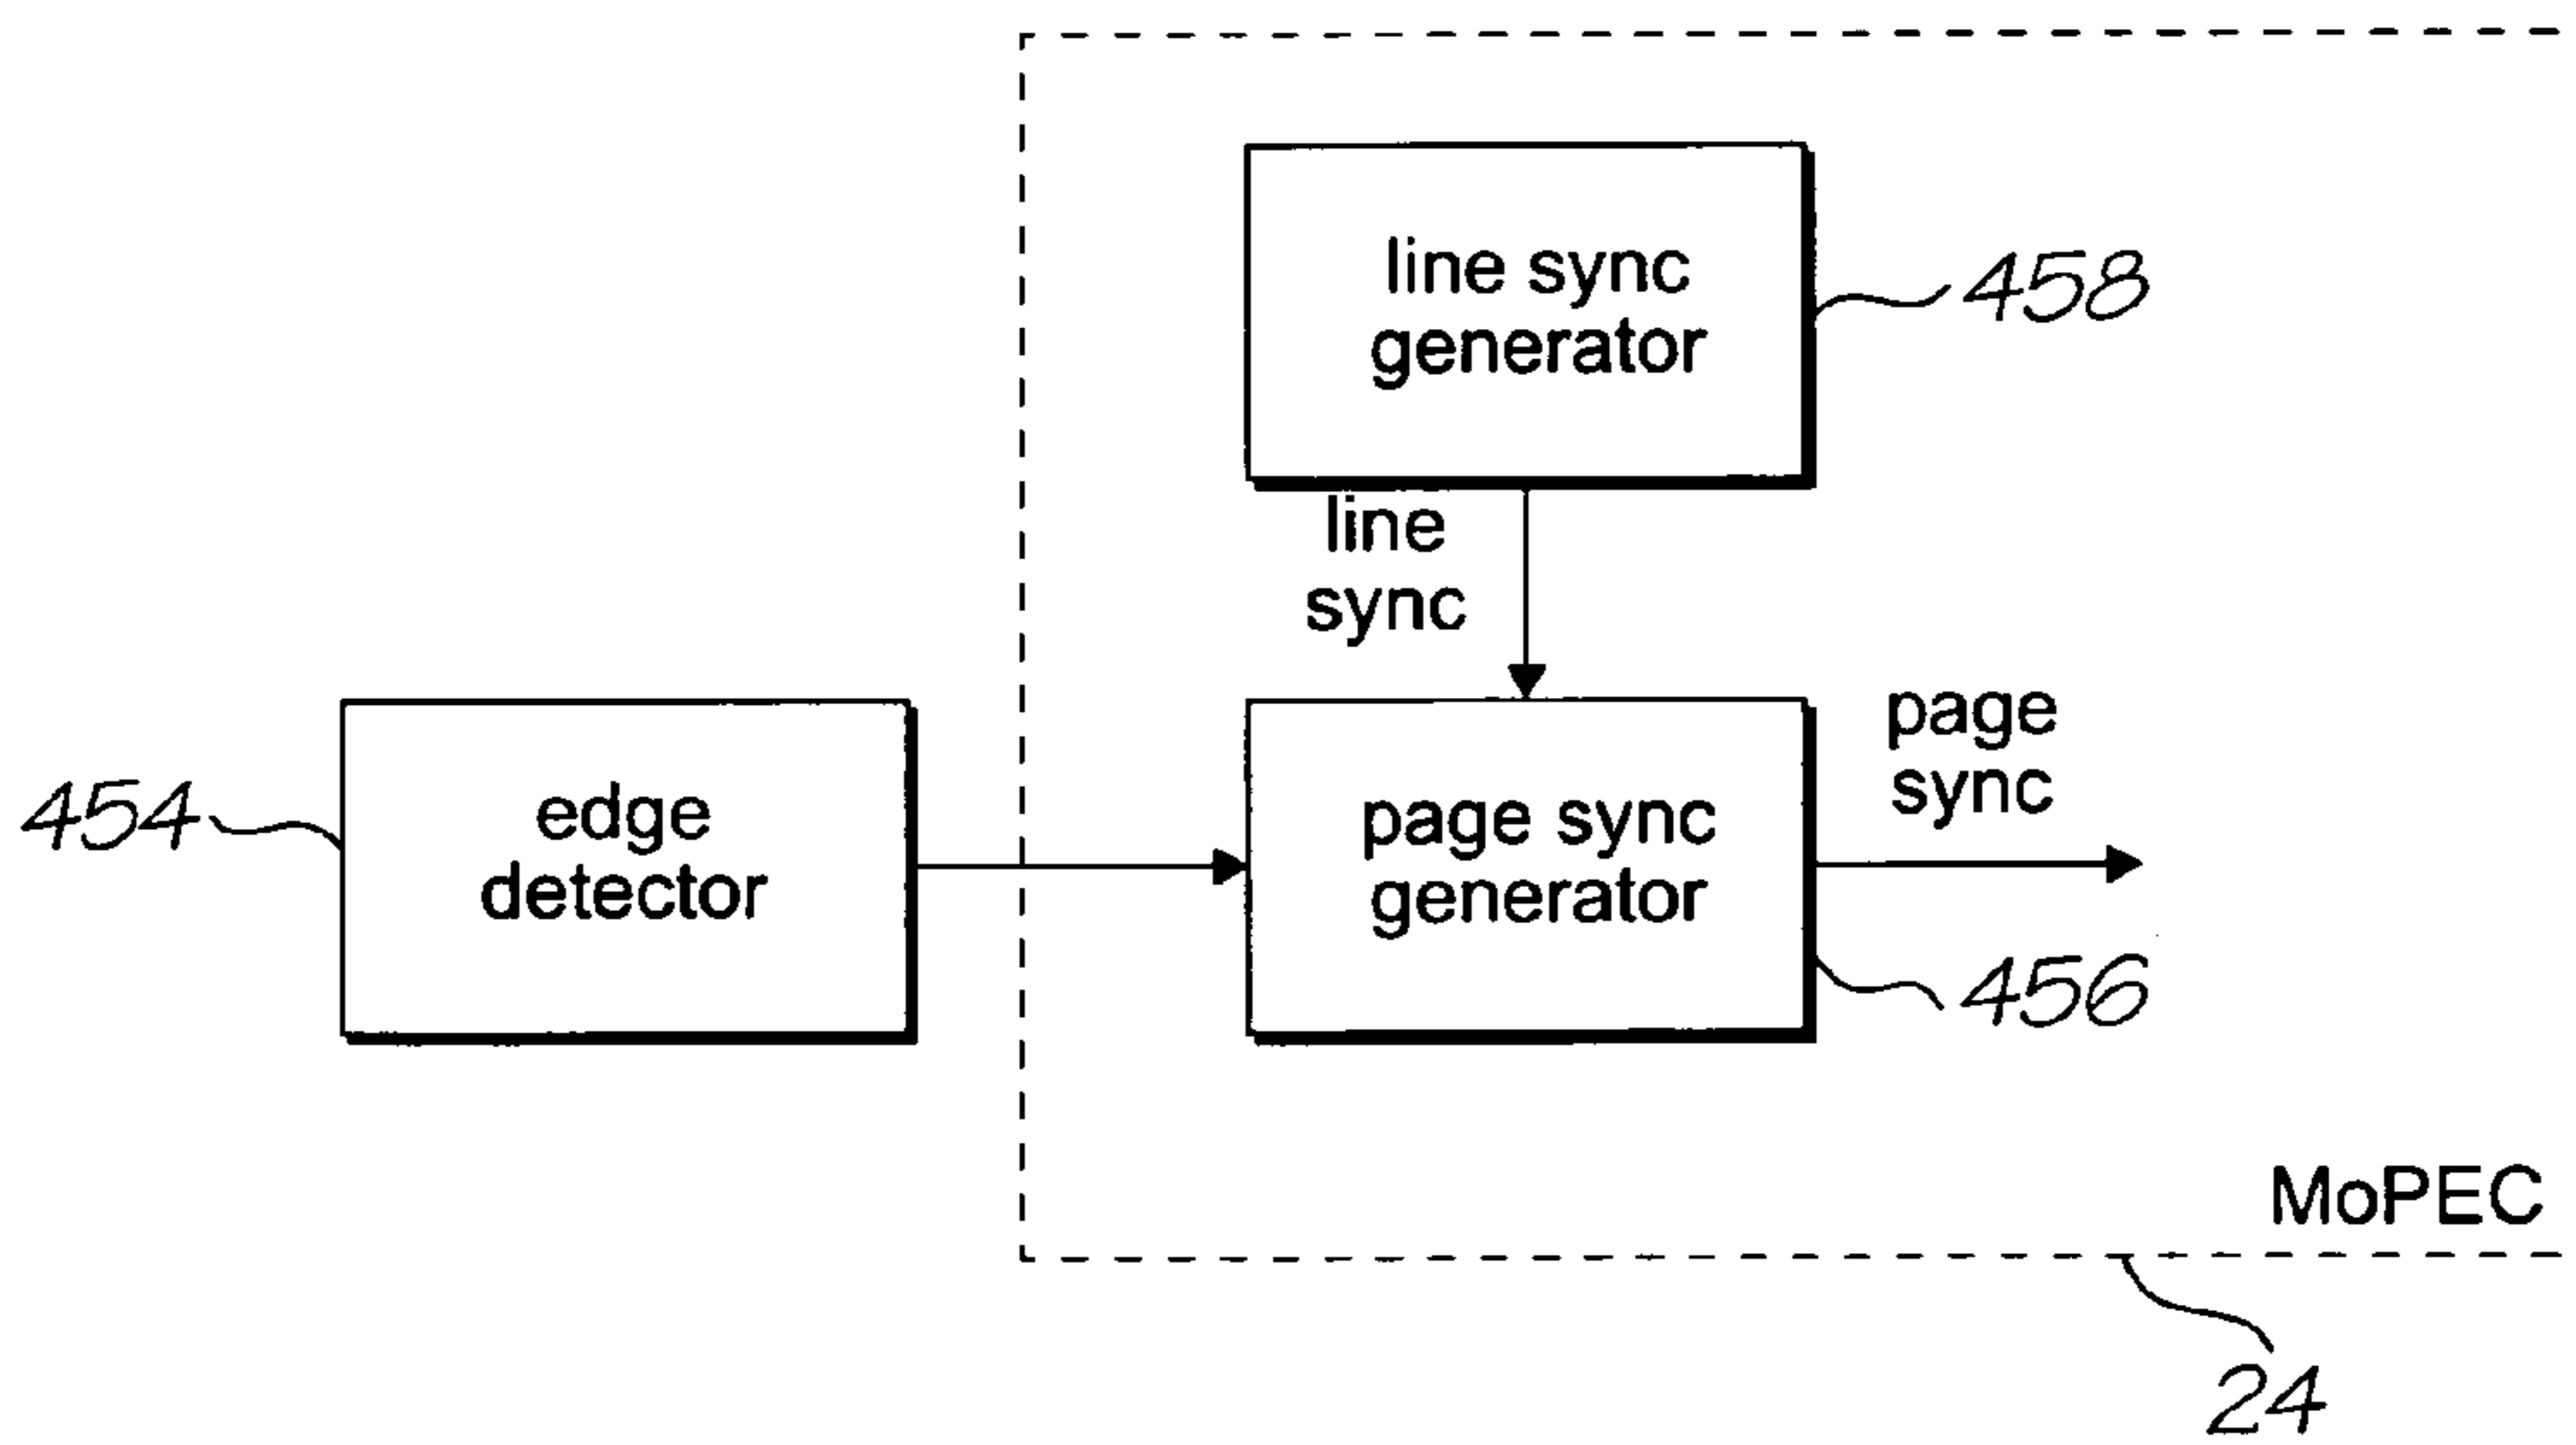 line sync
generator
458
line
sync
page
sync
454
edge
detector
page sync
generator
456
MoPEC
24